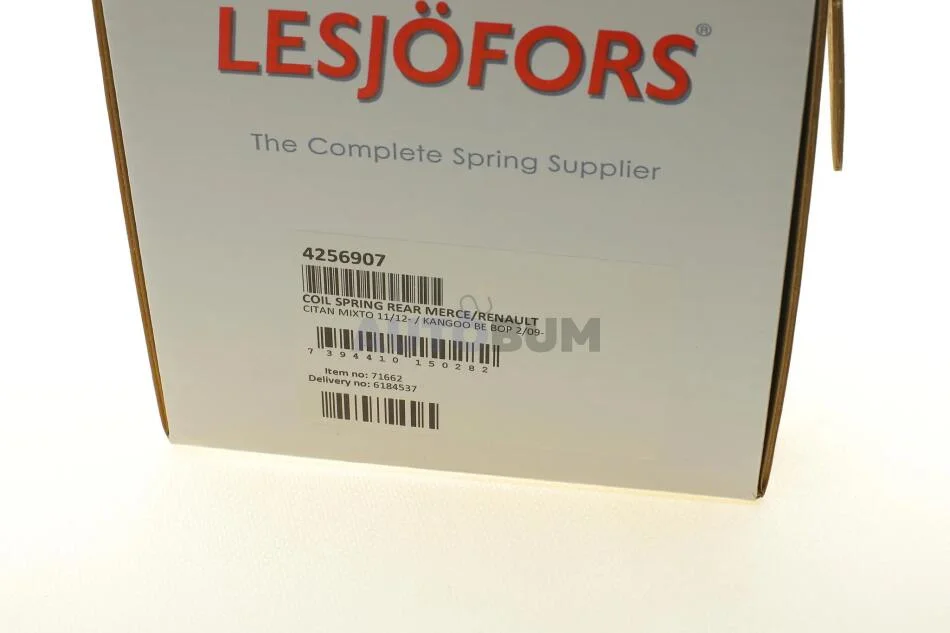 LESJÖFORS®
The Complete Spring Supplier
4256907
COIL SPRING REAR MERCE/RENAULT
CITAN MIXTO 11/12- / KANGOO BE BOP 2/09-
AUTOBUM
7 394410 150282
Item no: 71662
Delivery no: 6184537